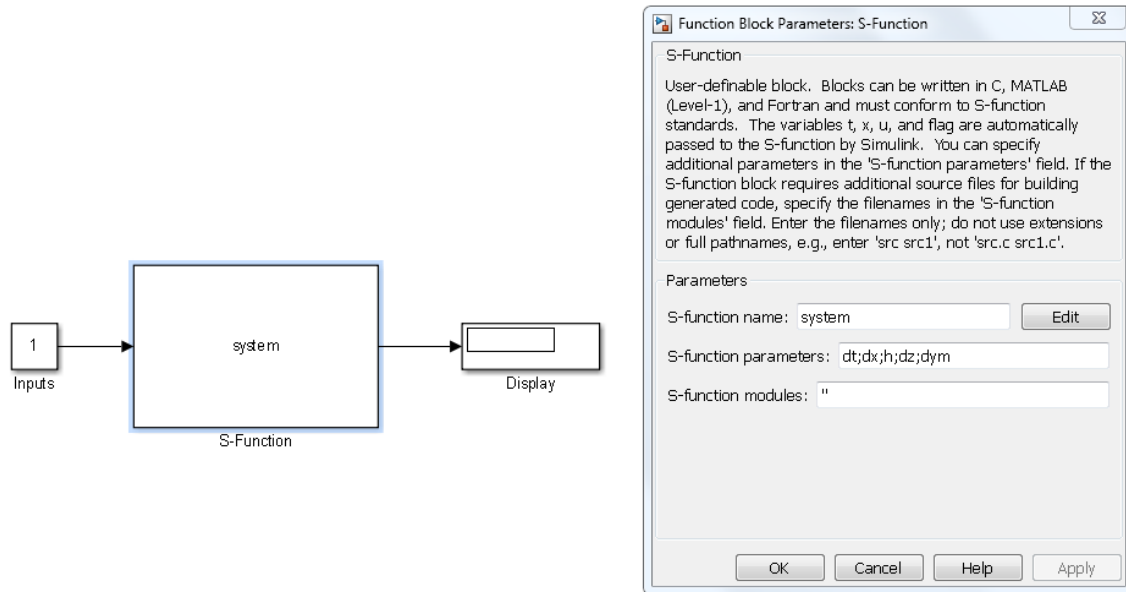 1
Inputs
system
S-Function
Display
Function Block Parameters: S-Function
S-Function
User-definable block.  Blocks can be written in C, MATLAB
(Level-1), and Fortran and must conform to S-function
standards.  The variables t, x, u, and flag are automatically
passed to the S-function by Simulink.  You can specify
additional parameters in the 'S-function parameters' field. If the
S-function block requires additional source files for building
generated code, specify the filenames in the 'S-function
modules' field. Enter the filenames only; do not use extensions
or full pathnames, e.g., enter 'src src1', not 'src.c src1.c'.
Parameters
S-function name: system Edit
S-function parameters: dt;dx;h;dz;dym
S-function modules: ''
OK Cancel Help Apply